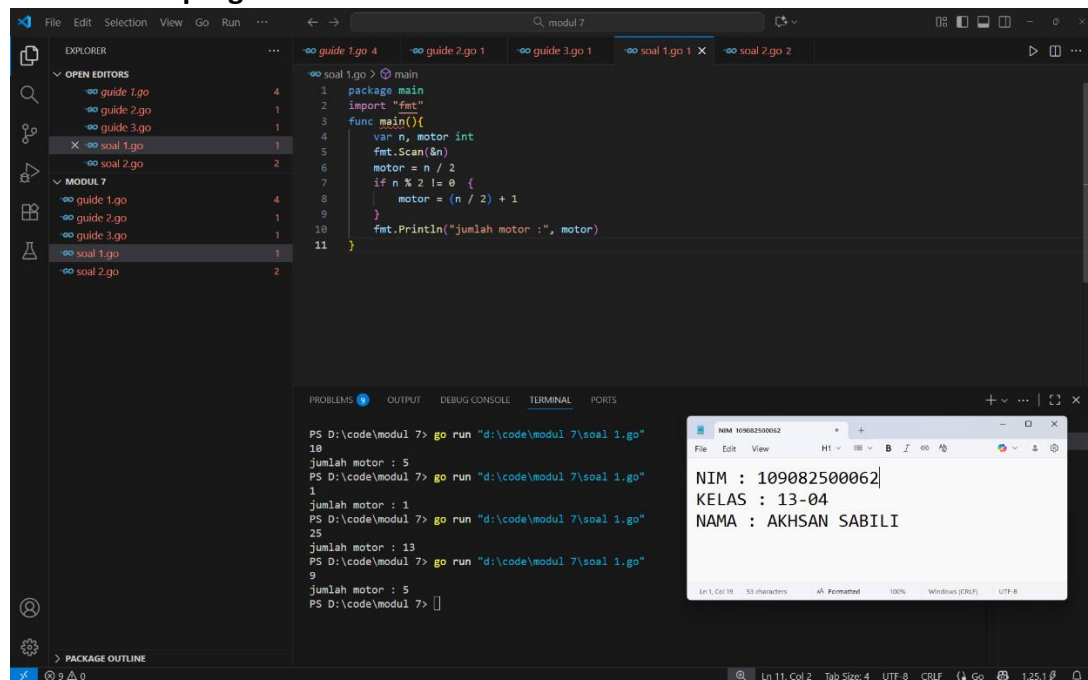 File Edit Selection View Go Run ...
modul 7
EXPLORER
OPEN EDITORS
guide 1.go 4
guide 2.go 1
guide 3.go 1
soal 1.go 1
soal 2.go 2
MODUL 7
guide 1.go 4
guide 2.go 1
guide 3.go 1
soal 1.go 1
soal 2.go 2
PACKAGE OUTLINE
guide 1.go 4 guide 2.go 1 guide 3.go 1 soal 1.go 1 soal 2.go 2
soal 1.go > main
1 package main
2 import "fmt"
3 func main(){
4 var n, motor int
5 fmt.Scan(&n)
6 motor = n / 2
7 if n % 2 != 0 {
8 motor = (n / 2) + 1
9 }
10 fmt.Println("jumlah motor :", motor)
11 }
PROBLEMS 9 OUTPUT DEBUG CONSOLE TERMINAL PORTS
PS D:\code\modul 7> go run "d:\code\modul 7\soal 1.go"
10
jumlah motor : 5
PS D:\code\modul 7> go run "d:\code\modul 7\soal 1.go"
1
jumlah motor : 1
PS D:\code\modul 7> go run "d:\code\modul 7\soal 1.go"
25
jumlah motor : 13
PS D:\code\modul 7> go run "d:\code\modul 7\soal 1.go"
9
jumlah motor : 5
PS D:\code\modul 7>
NIM 109082500062
File Edit View H1 B I
NIM : 109082500062
KELAS : 13-04
NAMA : AKHSAN SABILI
Ln 1, Col 19 53 characters Formatted 100% Windows (CRLF) UTF-8
9 0 Ln 11, Col 2 Tab Size: 4 UTF-8 CRLF Go 1.25.1